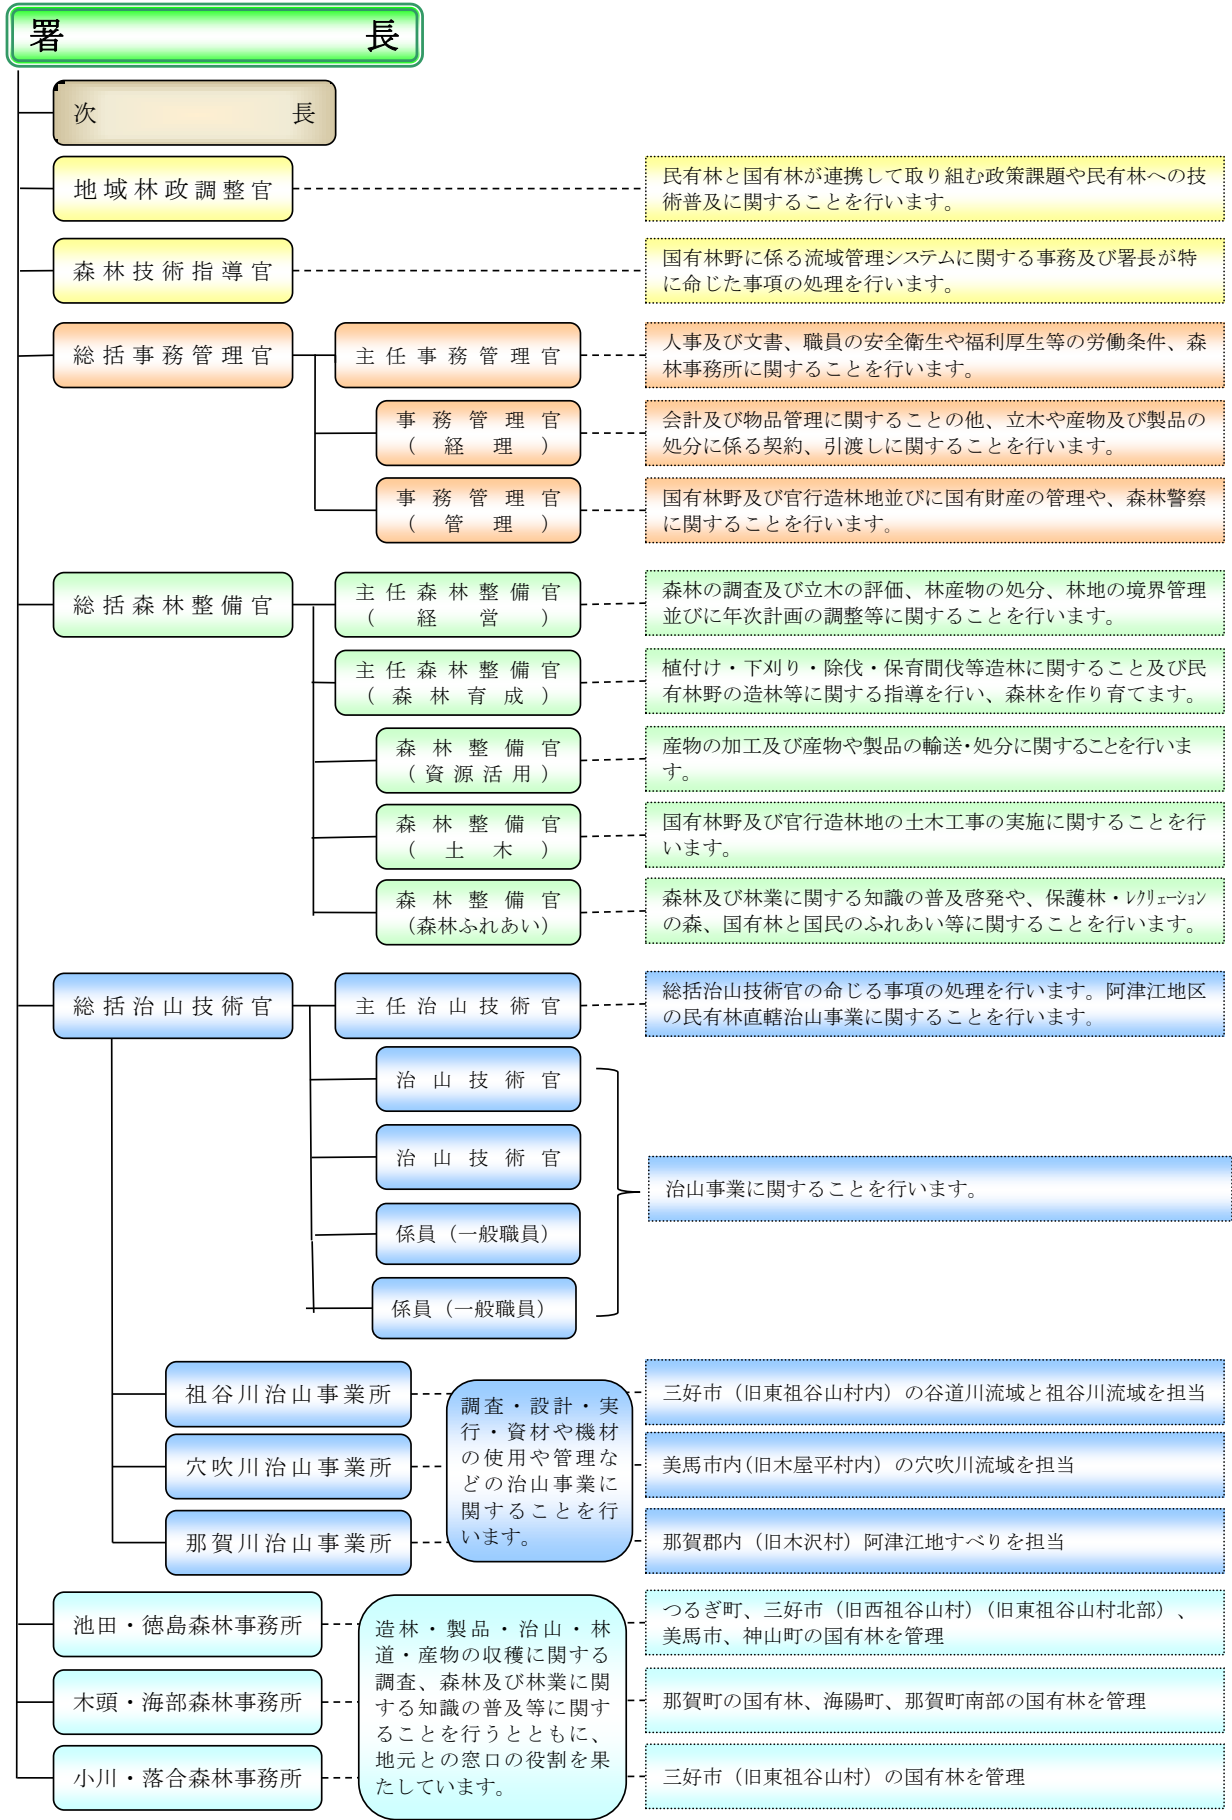 署長
次長
地域林政調整官
民有林と国有林が連携して取り組む政策課題や民有林への技
術普及に関することを行います。
森林技術指導官
国有林野に係る流域管理システムに関する事務及び署長が特
に命じた事項の処理を行います。
総括事務管理官
主任事務管理官
人事及び文書、職員の安全衛生や福利厚生等の労働条件、森
林事務所に関することを行います。
事務管理官
(経理)
会計及び物品管理に関することの他、立木や産物及び製品の
処分に係る契約、引渡しに関することを行います。
事務管理官
(管理)
国有林野及び官行造林地並びに国有財産の管理や、森林警察
に関することを行います。
総括森林整備官
主任森林整備官
(経営)
森林の調査及び立木の評価、林産物の処分、林地の境界管理
並びに年次計画の調整等に関することを行います。
主任森林整備官
(森林育成)
植付け・下刈り・除伐・保育間伐等造林に関すること及び民
有林野の造林等に関する指導を行い、森林を作り育てます。
森林整備官
(資源活用)
産物の加工及び産物や製品の輸送・処分に関することを行いま
す。
森林整備官
(土木)
国有林野及び官行造林地の土木工事の実施に関することを行
います。
森林整備官
(森林ふれあい)
森林及び林業に関する知識の普及啓発や、保護林・ﾚｸﾘｪｰｼｮﾝ
の森、国有林と国民のふれあい等に関することを行います。
総括治山技術官
主任治山技術官
総括治山技術官の命じる事項の処理を行います。阿津江地区
の民有林直轄治山事業に関することを行います。
治山技術官
治山技術官
係員（一般職員）
係員（一般職員）
治山事業に関することを行います。
祖谷川治山事業所
穴吹川治山事業所
那賀川治山事業所
調査・設計・実
行・資材や機材
の使用や管理な
どの治山事業に
関することを行
います。
三好市（旧東祖谷山村内）の谷道川流域と祖谷川流域を担当
美馬市内(旧木屋平村内）の穴吹川流域を担当
那賀郡内（旧木沢村）阿津江地すべりを担当
池田・徳島森林事務所
木頭・海部森林事務所
小川・落合森林事務所
造林・製品・治山・林
道・産物の収穫に関する
調査、森林及び林業に関
する知識の普及等に関す
ることを行うとともに、
地元との窓口の役割を果
たしています。
つるぎ町、三好市（旧西祖谷山村）（旧東祖谷山村北部）、
美馬市、神山町の国有林を管理
那賀町の国有林、海陽町、那賀町南部の国有林を管理
三好市（旧東祖谷山村）の国有林を管理